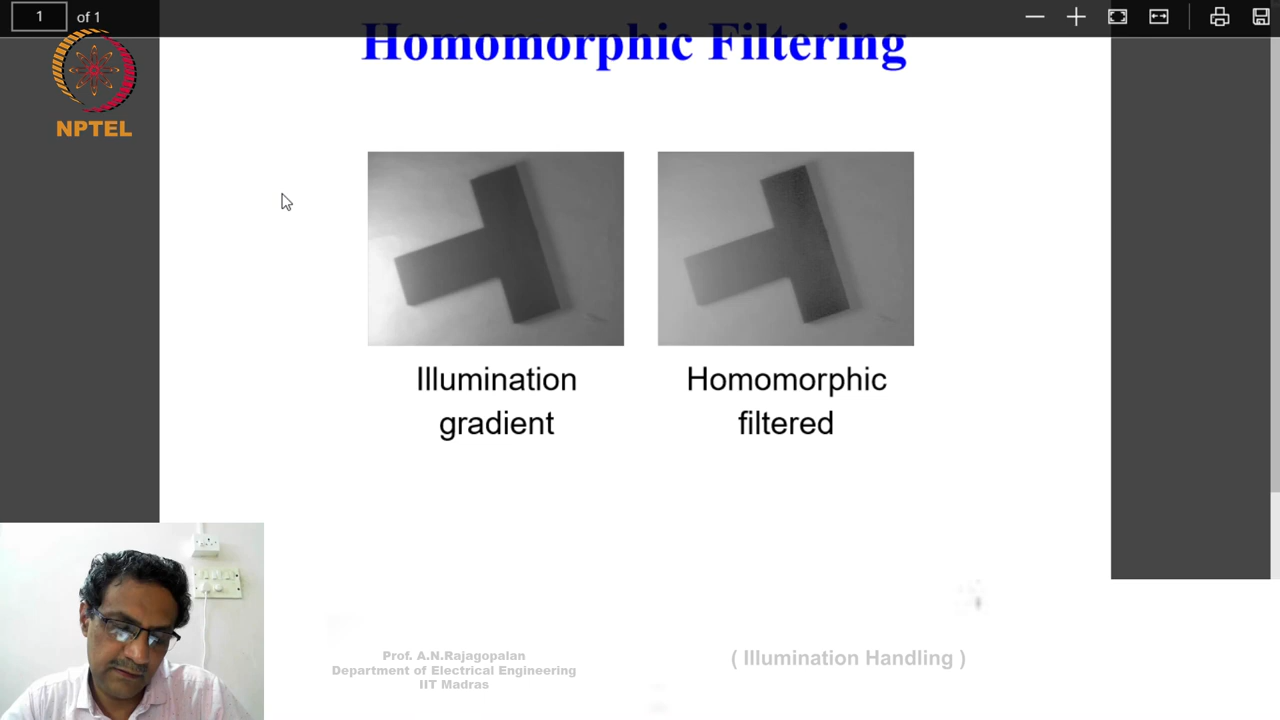 1 of 1
Homomorphic Filtering
NPTEL
Illumination
gradient
Homomorphic
filtered
Prof. A.N.Rajagopalan
Department of Electrical Engineering
IIT Madras
( Illumination Handling )